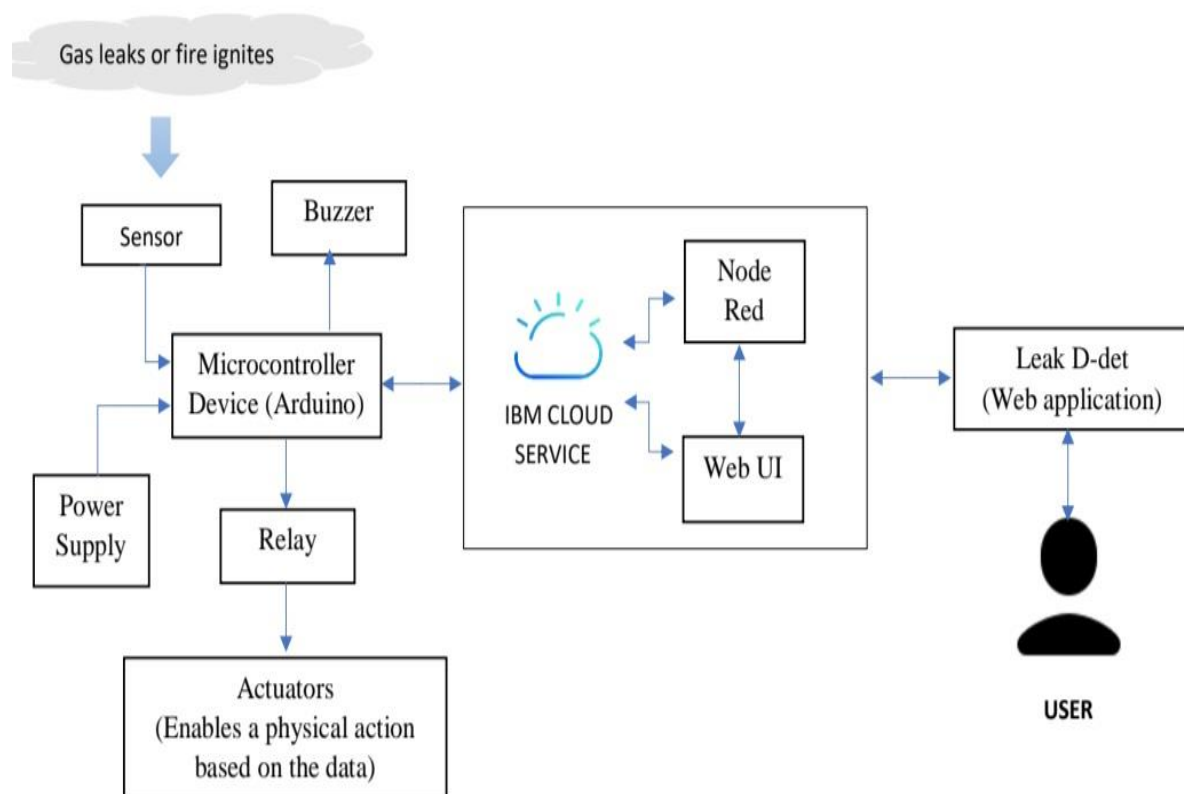 Gas leaks or fire ignites
Sensor
Buzzer
Microcontroller
Device (Arduino)
Power
Supply
Relay
Actuators
(Enables a physical action
based on the data)
IBM CLOUD
SERVICE
Node
Red
Web UI
Leak D-det
(Web application)
USER